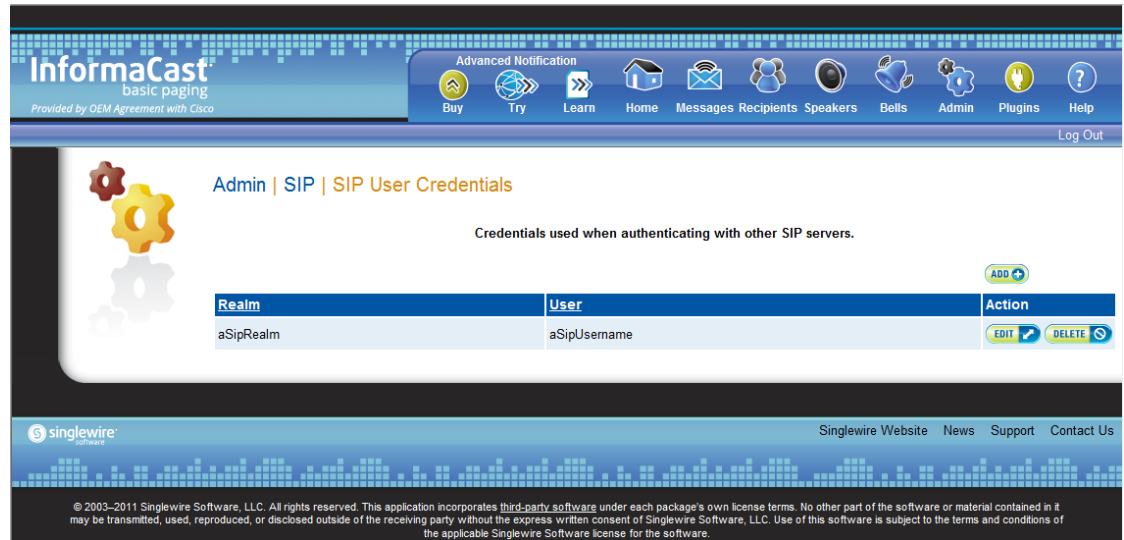 InformaCast
basic paging
Provided by OEM Agreement with Cisco
Advanced Notification
Buy Try Learn Home Messages Recipients Speakers Bells Admin Plugins Help
Log Out
Admin | SIP | SIP User Credentials
Credentials used when authenticating with other SIP servers.
ADD
Realm User Action
aSipRealm aSipUsername EDIT DELETE
singlewire
software
Singlewire Website News Support Contact Us
© 2003–2011 Singlewire Software, LLC. All rights reserved. This application incorporates third-party software under each package's own license terms. No other part of the software or material contained in it
may be transmitted, used, reproduced, or disclosed outside of the receiving party without the express written consent of Singlewire Software, LLC. Use of this software is subject to the terms and conditions of
the applicable Singlewire Software license for the software.